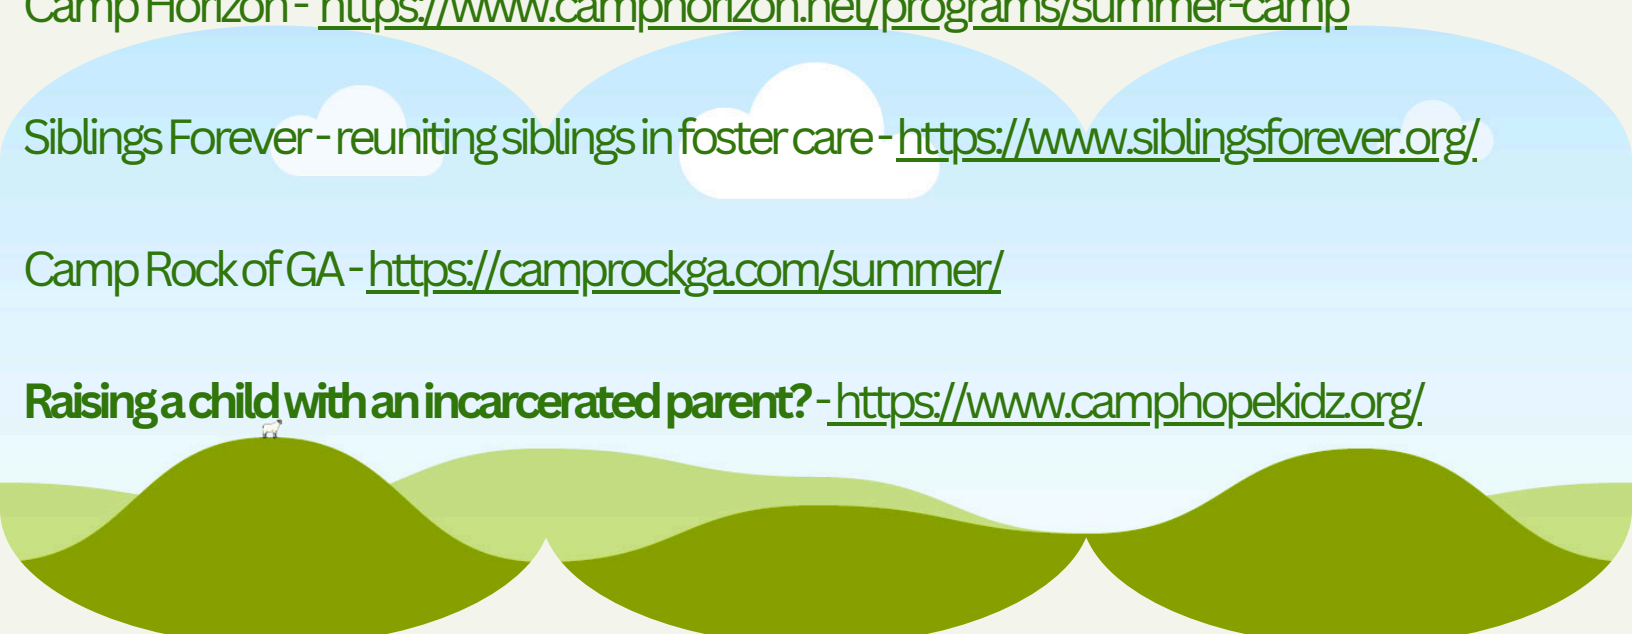 Camp Horizon - https://www.camphorizon.net/programs/summer-camp
Siblings Forever - reuniting siblings in foster care - https://www.siblingsforever.org/
Camp Rock of GA - https://camprockga.com/summer/
Raising a child with an incarcerated parent? - https://www.camphopekidz.org/